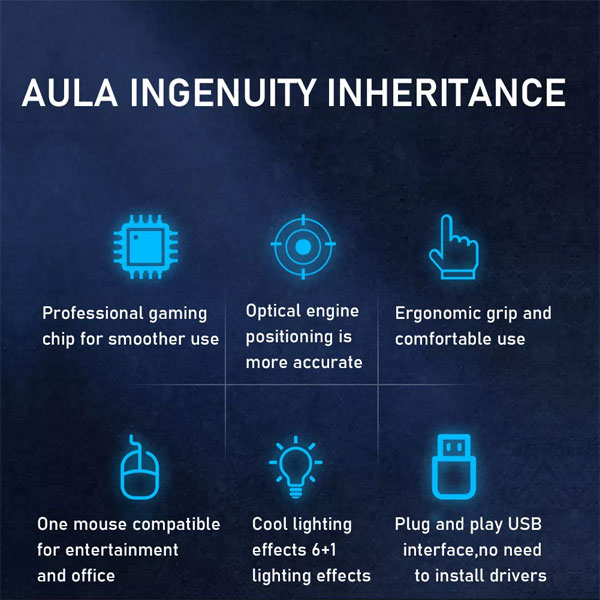 AULA INGENUITY INHERITANCE
Professional gaming
chip for smoother use
Optical engine
positioning is
more accurate
Ergonomic grip and
comfortable use
One mouse compatible
for entertainment
and office
Cool lighting
effects 6+1
lighting effects
Plug and play USB
interface,no need
to install drivers